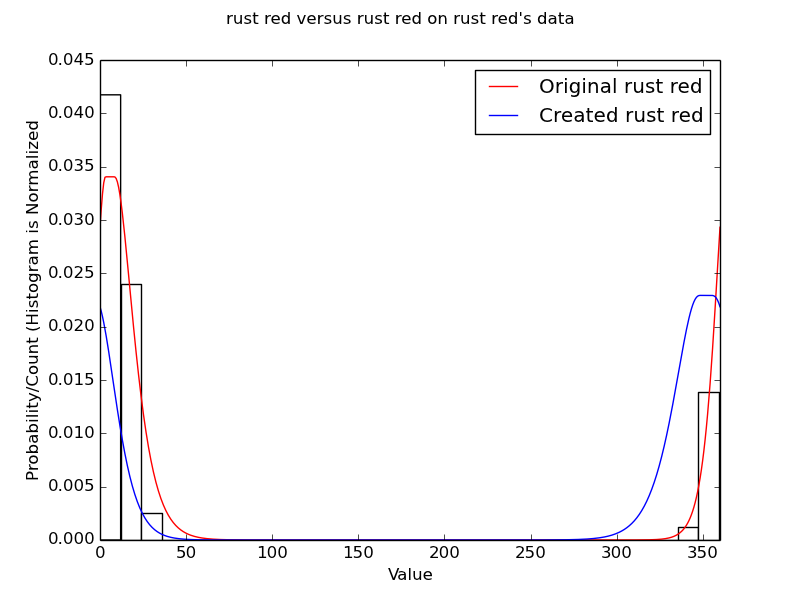 rust red versus rust red on rust red's data
Probability/Count (Histogram is Normalized
0.045
0.040
0.035
0.030
0.025
0.020
0.015
0.010
0.005
0.000
Original rust red
Created rust red
0 50 100 150 200 250 300 350
Value